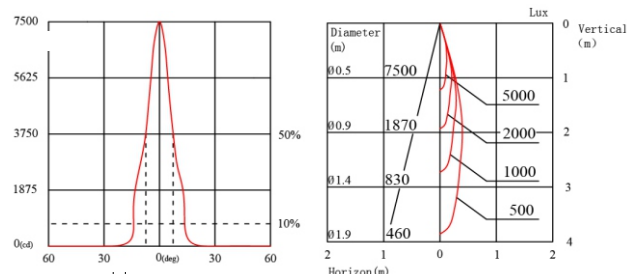 7500
5625
3750
1875
0(cd)
50%
10%
60 30 0(deg) 30 60
Lux
Diameter
(m)
Vertical
(m)
0
Ø0.5 7500 1
5000
Ø0.9 1870 2
2000
1000
Ø1.4 830 3
500
Ø1.9 460 4
2 1 0 1 2
Horizon(m)